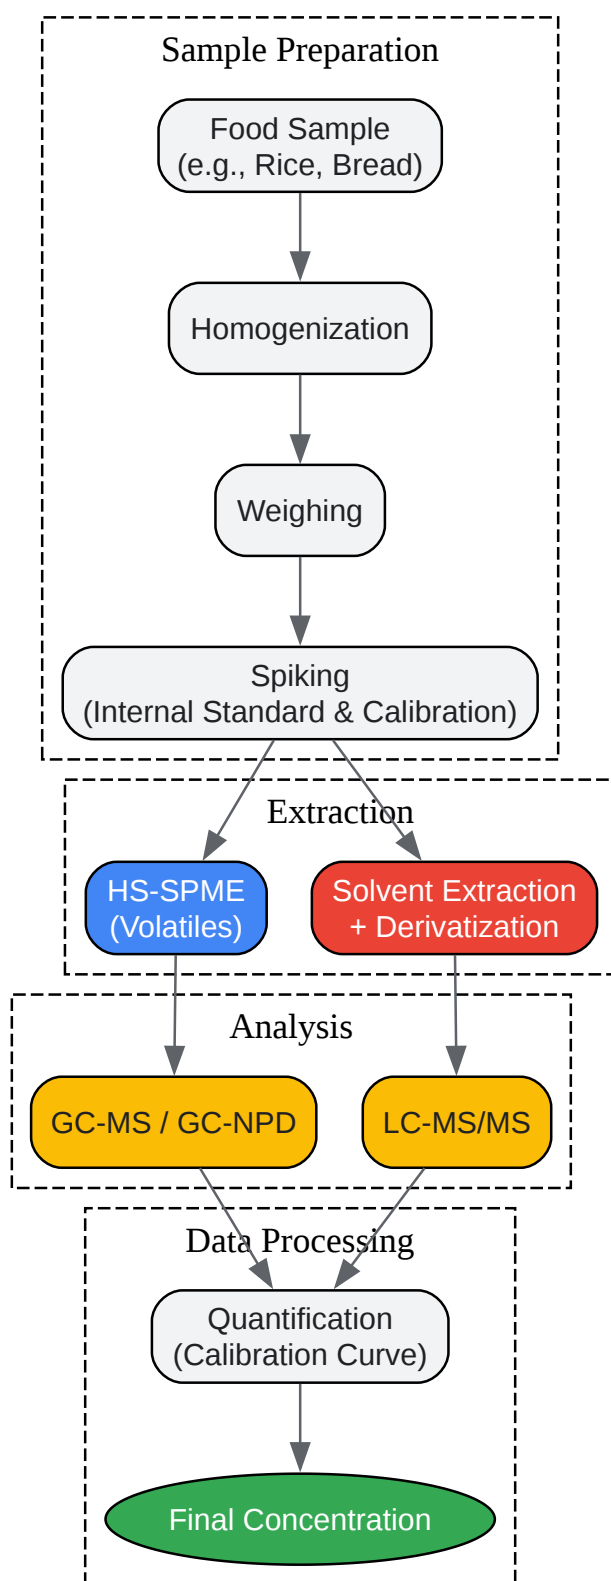 Sample Preparation
Food Sample
(e.g., Rice, Bread)
Homogenization
Weighing
Spiking
(Internal Standard & Calibration)
Extraction
HS-SPME
(Volatiles)
Solvent Extraction
+ Derivatization
Analysis
GC-MS / GC-NPD
LC-MS/MS
Data Processing
Quantification
(Calibration Curve)
Final Concentration